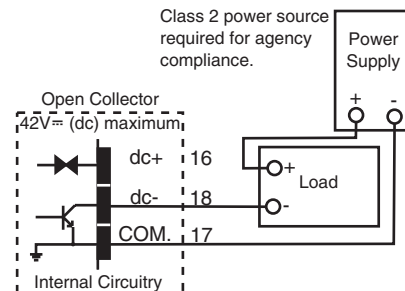 Class 2 power source
required for agency
compliance.
Power
Supply
+ -
Open Collector
42V⎓ (dc) maximum
dc+ 16
+
Load
dc- 18
-
COM. 17
Internal Circuitry